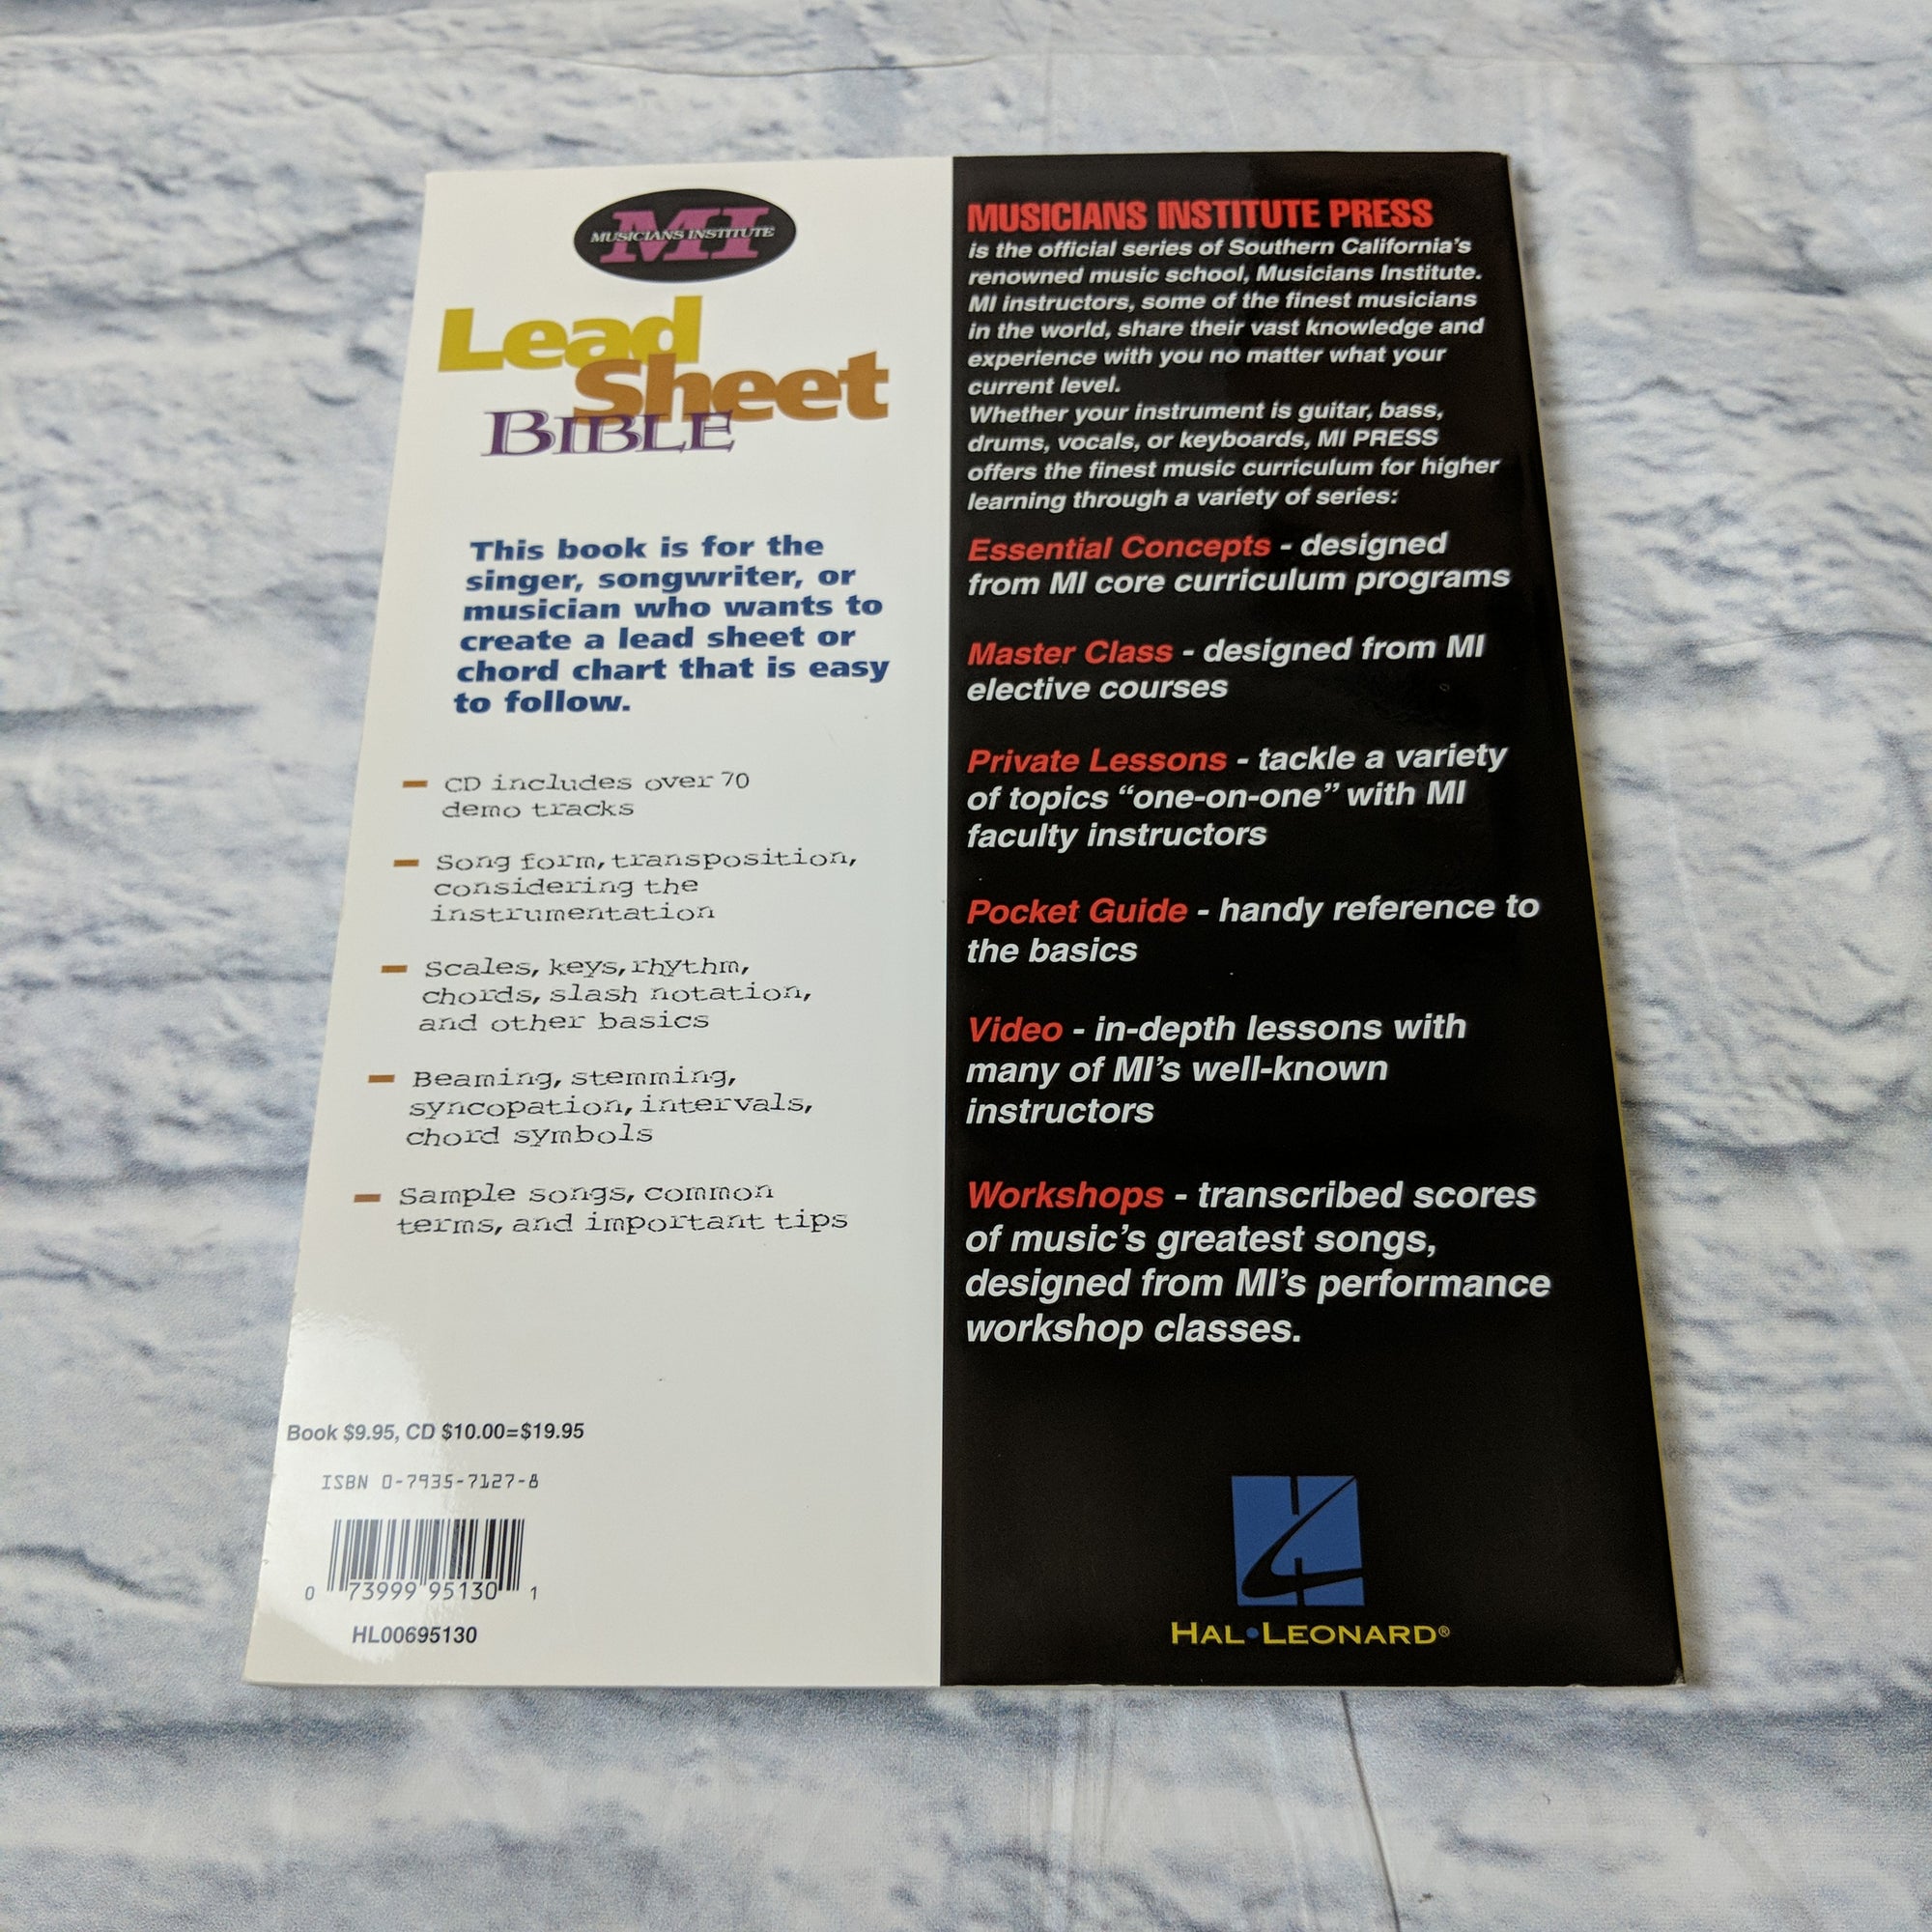 MI
MUSICIANS INSTITUTE
Lead
Sheet
BIBLE
This book is for the
singer, songwriter, or
musician who wants to
create a lead sheet or
chord chart that is easy
to follow.
CD includes over 70
demo tracks
Song form, transposition,
considering the
instrumentation
Scales, keys, rhythm,
chords, slash notation,
and other basics
Beaming, stemming,
syncopation, intervals,
chord symbols
Sample songs, common
terms, and important tips
Book $9.95, CD $10.00=$19.95
ISBN 0-7935-7127-8
0 73999 95130 1
HL00695130
MUSICIANS INSTITUTE PRESS
is the official series of Southern California's
renowned music school, Musicians Institute.
MI instructors, some of the finest musicians
in the world, share their vast knowledge and
experience with you no matter what your
current level.
Whether your instrument is guitar, bass,
drums, vocals, or keyboards, MI PRESS
offers the finest music curriculum for higher
learning through a variety of series:
Essential Concepts - designed
from MI core curriculum programs
Master Class - designed from MI
elective courses
Private Lessons - tackle a variety
of topics “one-on-one” with MI
faculty instructors
Pocket Guide - handy reference to
the basics
Video - in-depth lessons with
many of MI's well-known
instructors
Workshops - transcribed scores
of music's greatest songs,
designed from MI's performance
workshop classes.
HAL•LEONARD®